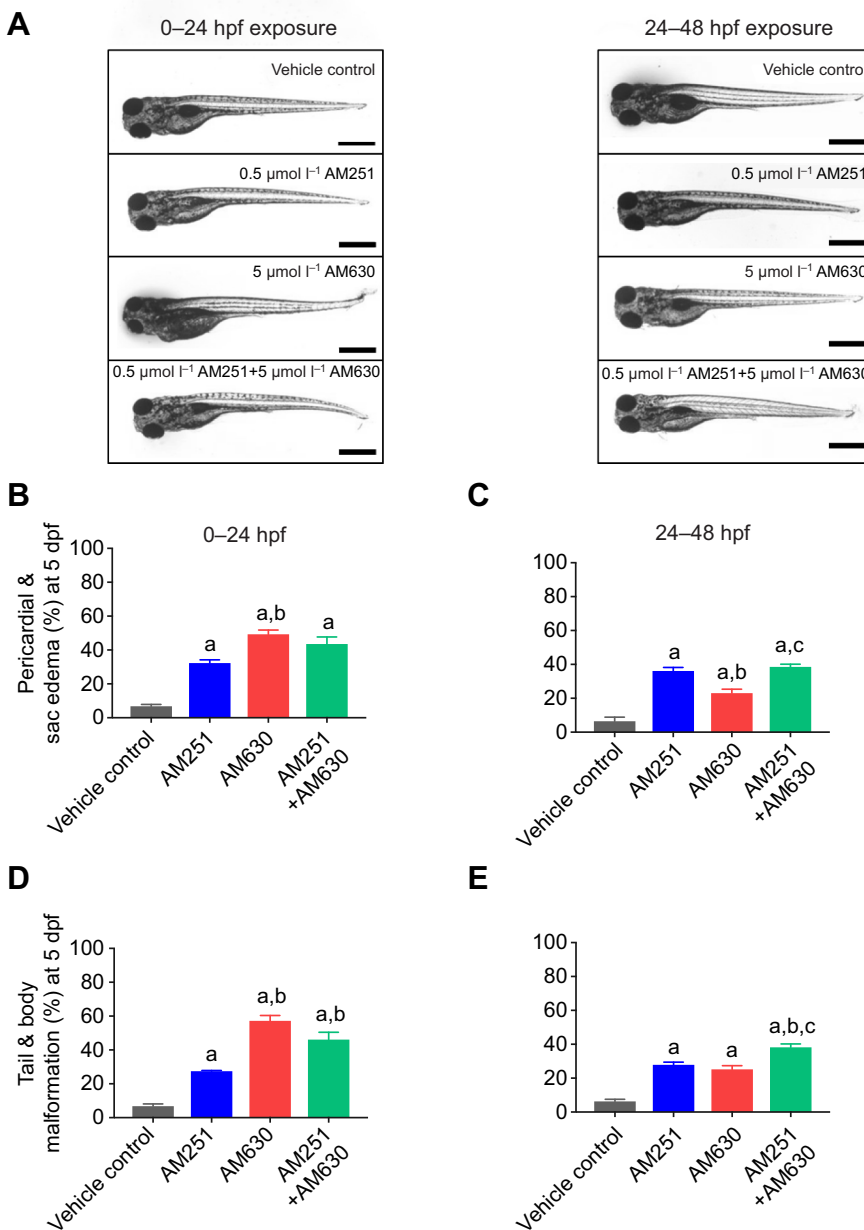 A
0–24 hpf exposure
24–48 hpf exposure
Vehicle control
Vehicle control
0.5 µmol l⁻¹ AM251
0.5 µmol l⁻¹ AM251
5 µmol l⁻¹ AM630
5 µmol l⁻¹ AM630
0.5 µmol l⁻¹ AM251+5 µmol l⁻¹ AM630
0.5 µmol l⁻¹ AM251+5 µmol l⁻¹ AM630
B
0–24 hpf
Pericardial &
sac edema (%) at 5 dpf
100
80
60
40
20
0
a
a,b
a
Vehicle control
AM251
AM630
AM251
+AM630
C
24–48 hpf
100
80
60
40
20
0
a
a,b
a,c
Vehicle control
AM251
AM630
AM251
+AM630
D
Tail & body
malformation (%) at 5 dpf
100
80
60
40
20
0
a
a,b
a,b
Vehicle control
AM251
AM630
AM251
+AM630
E
100
80
60
40
20
0
a
a
a,b,c
Vehicle control
AM251
AM630
AM251
+AM630